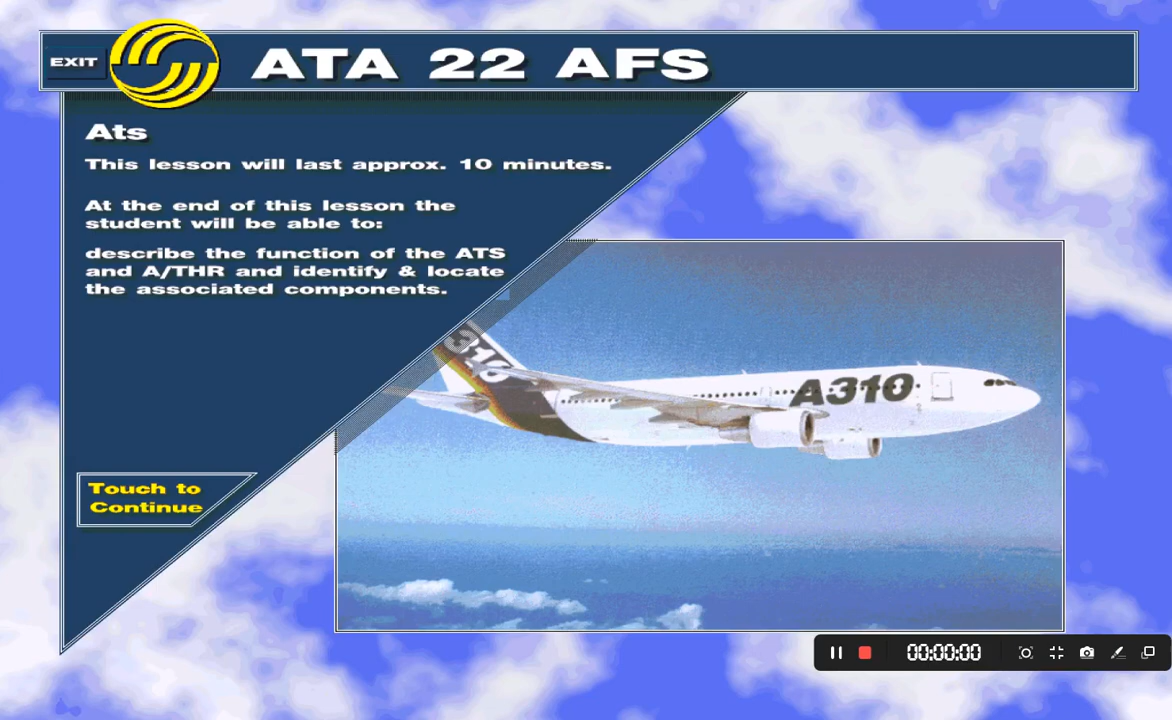 EXIT
ATA 22 AFS
Ats
This lesson will last approx. 10 minutes.
At the end of this lesson the
student will be able to:
describe the function of the ATS
and A/THR and identify & locate
the associated components.
310
A310
Touch to
Continue
00:00:00